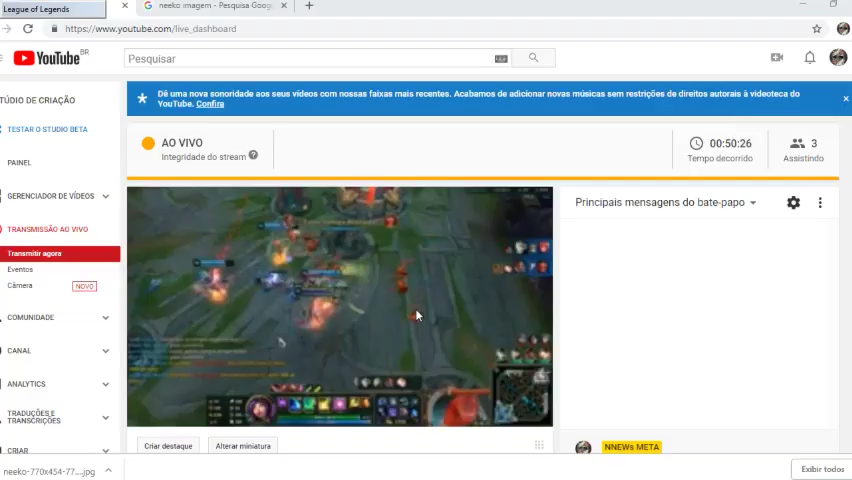 League of Legends
neeko imagem - Pesquisa Goog
https://www.youtube.com/live_dashboard
YouTube BR
Pesquisar
TÚDIO DE CRIAÇÃO
Dê uma nova sonoridade aos seus vídeos com nossas faixas mais recentes. Acabamos de adicionar novas músicas sem restrições de direitos autorais à videoteca do
YouTube. Confira
TESTAR O STUDIO BETA
AO VIVO
Integridade do stream ?
00:50:26
Tempo decorrido
3
Assistindo
PAINEL
GERENCIADOR DE VÍDEOS
Principais mensagens do bate-papo
TRANSMISSÃO AO VIVO
Transmitir agora
Eventos
Câmera
NOVO
COMUNIDADE
CANAL
ANALYTICS
TRADUÇÕES E
TRANSCRIÇÕES
CRIAR
Criar destaque
Alterar miniatura
NNEWs META
neeko-770x454-77....jpg
Exibir todos